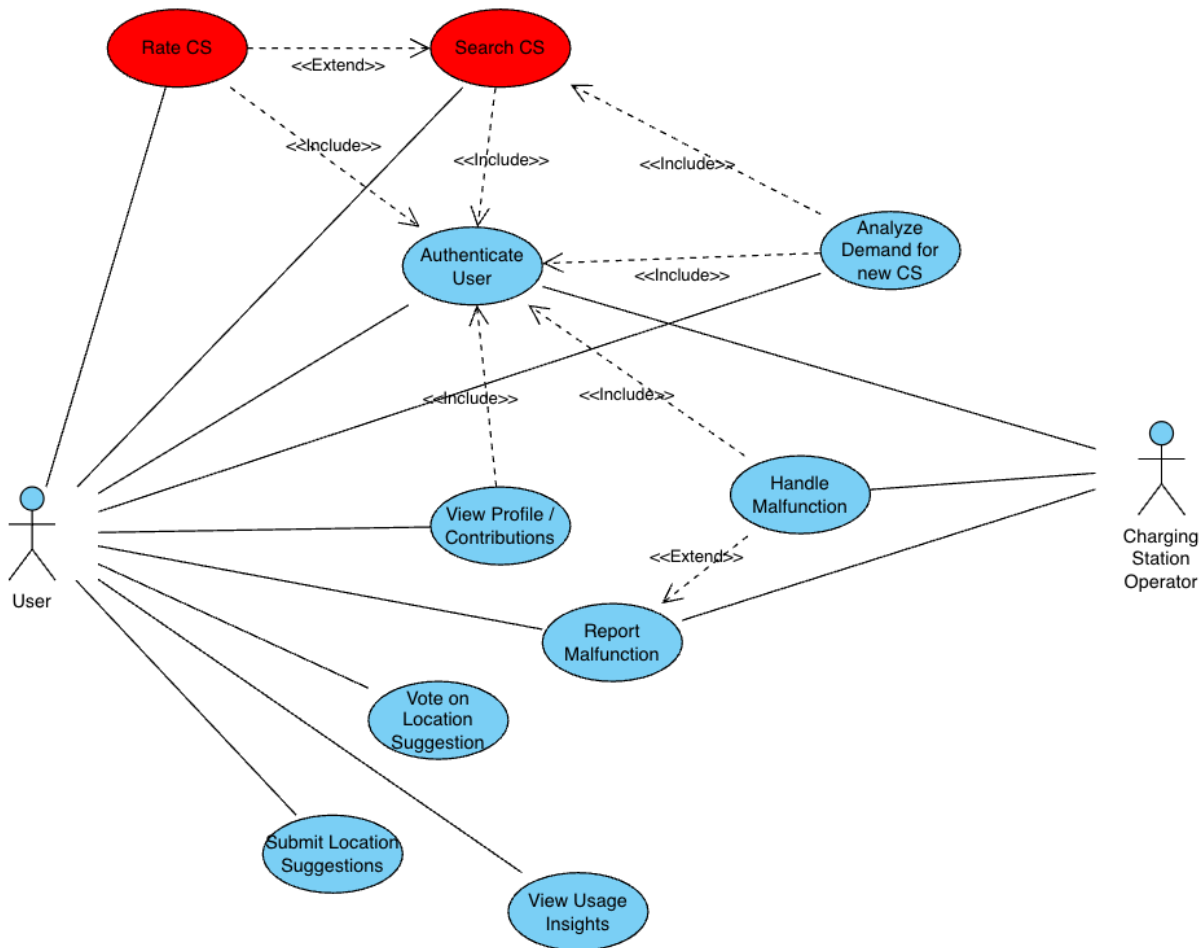 Rate CS
Search CS
<<Extend>>
<<Include>>
<<Include>>
<<Include>>
Analyze
Demand for
new CS
Authenticate
User
<<Include>>
<<Include>>
<<Include>>
Handle
Malfunction
View Profile /
Contributions
Charging
Station
Operator
<<Extend>>
User
Report
Malfunction
Vote on
Location
Suggestion
Submit Location
Suggestions
View Usage
Insights